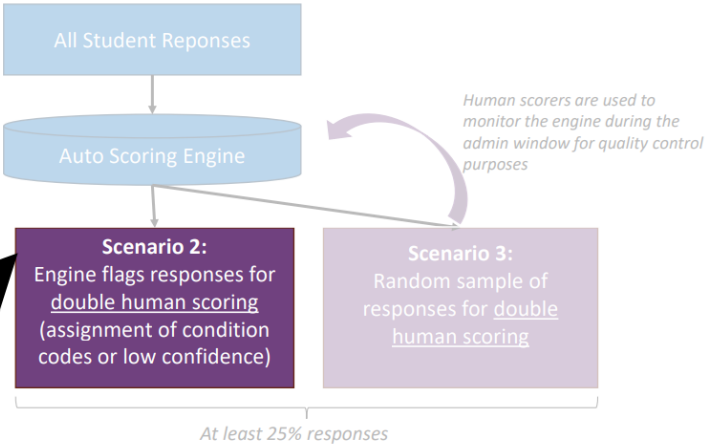 All Student Reponses
Auto Scoring Engine
Human scorers are used to
monitor the engine during the
admin window for quality control
purposes
Scenario 2:
Engine flags responses for
double human scoring
(assignment of condition
codes or low confidence)
Scenario 3:
Random sample of
responses for double
human scoring
At least 25% responses